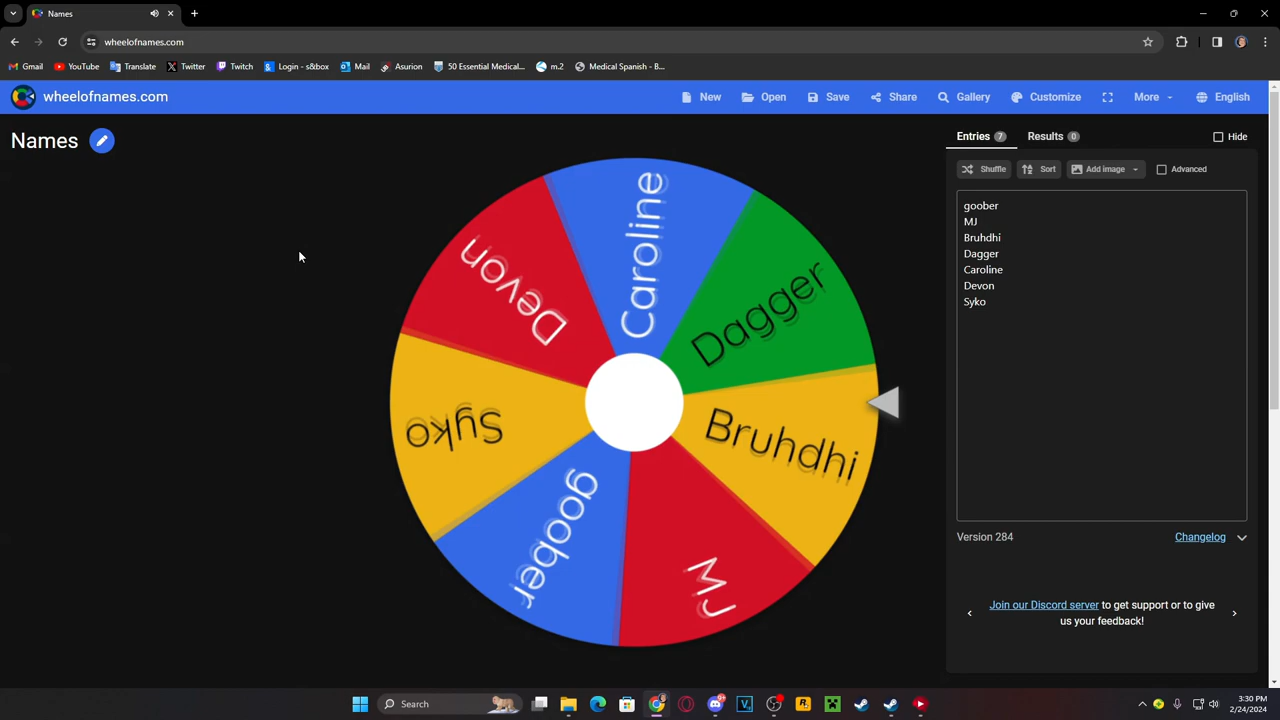 Names
wheelofnames.com
Gmail YouTube Translate Twitter Twitch Login - s&box Mail Asurion 50 Essential Medical... m.2 Medical Spanish - B...
wheelofnames.com New Open Save Share Gallery Customize More English
Names
Entries 7 Results 0 Hide
Shuffle Sort Add image Advanced
goober
MJ
Bruhdhi
Dagger
Caroline
Devon
Syko
Caroline
Dagger
Bruhdhi
MJ
goober
Syko
Devon
Version 284 Changelog
Join our Discord server to get support or to give
us your feedback!
Search
3:30 PM
2/24/2024